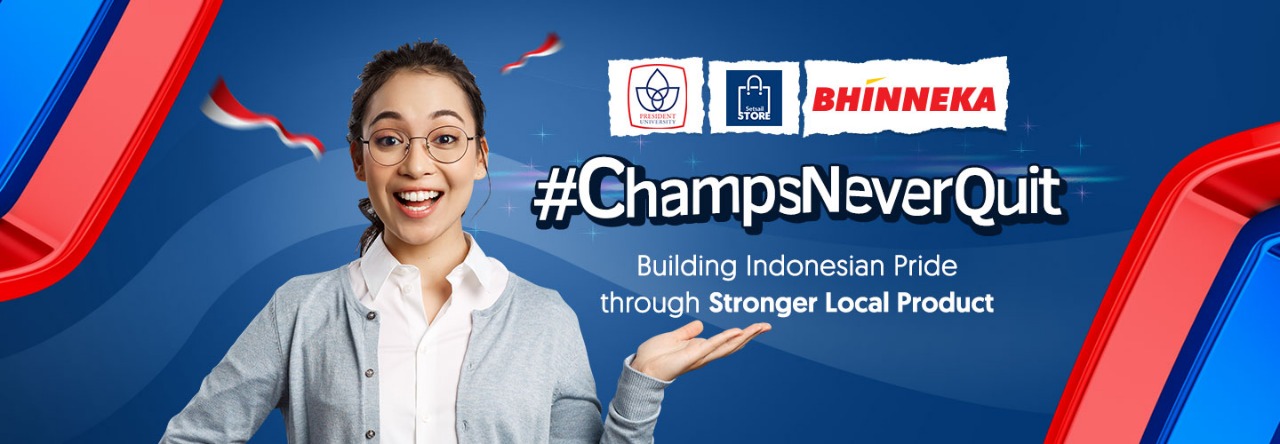 PRESIDENT
UNIVERSITY
Setsail
STORE
BHINNEKA
#ChampsNeverQuit
Building Indonesian Pride
through Stronger Local Product